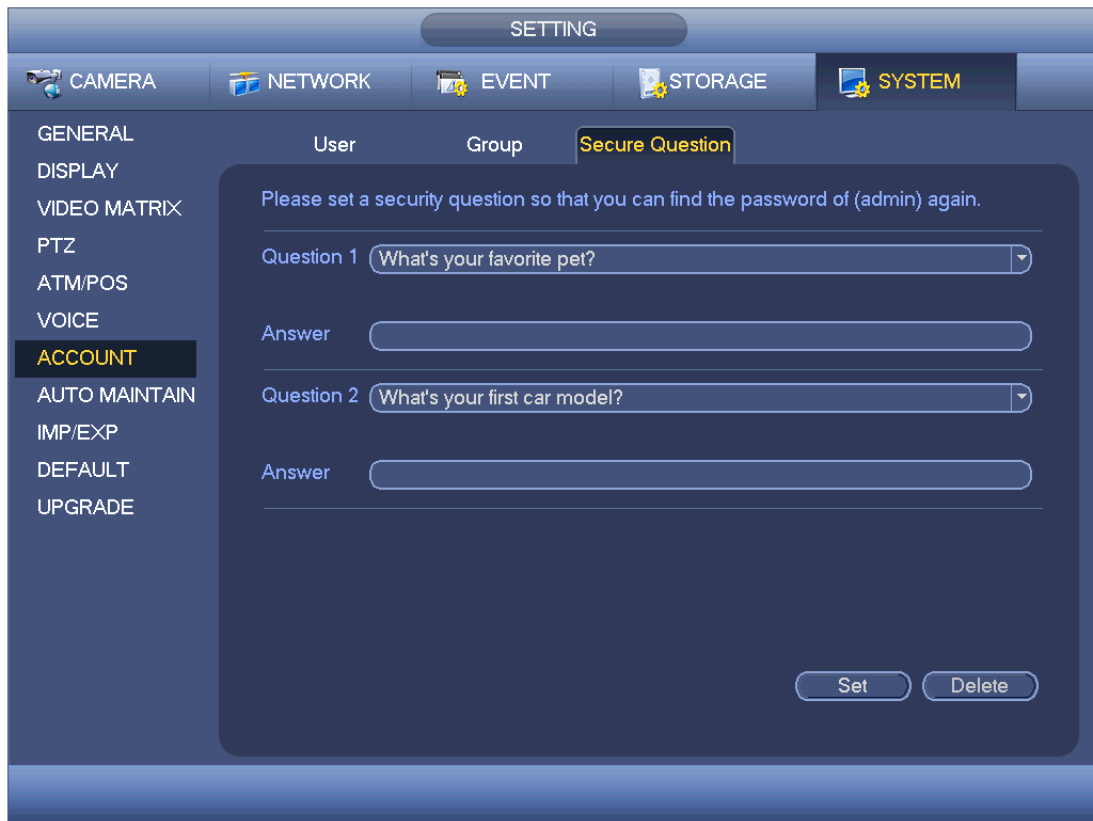 SETTING
CAMERA NETWORK EVENT STORAGE SYSTEM
GENERAL
DISPLAY
VIDEO MATRIX
PTZ
ATM/POS
VOICE
ACCOUNT
AUTO MAINTAIN
IMP/EXP
DEFAULT
UPGRADE
User Group Secure Question
Please set a security question so that you can find the password of (admin) again.
Question 1 What's your favorite pet?
Answer
Question 2 What's your first car model?
Answer
Set Delete